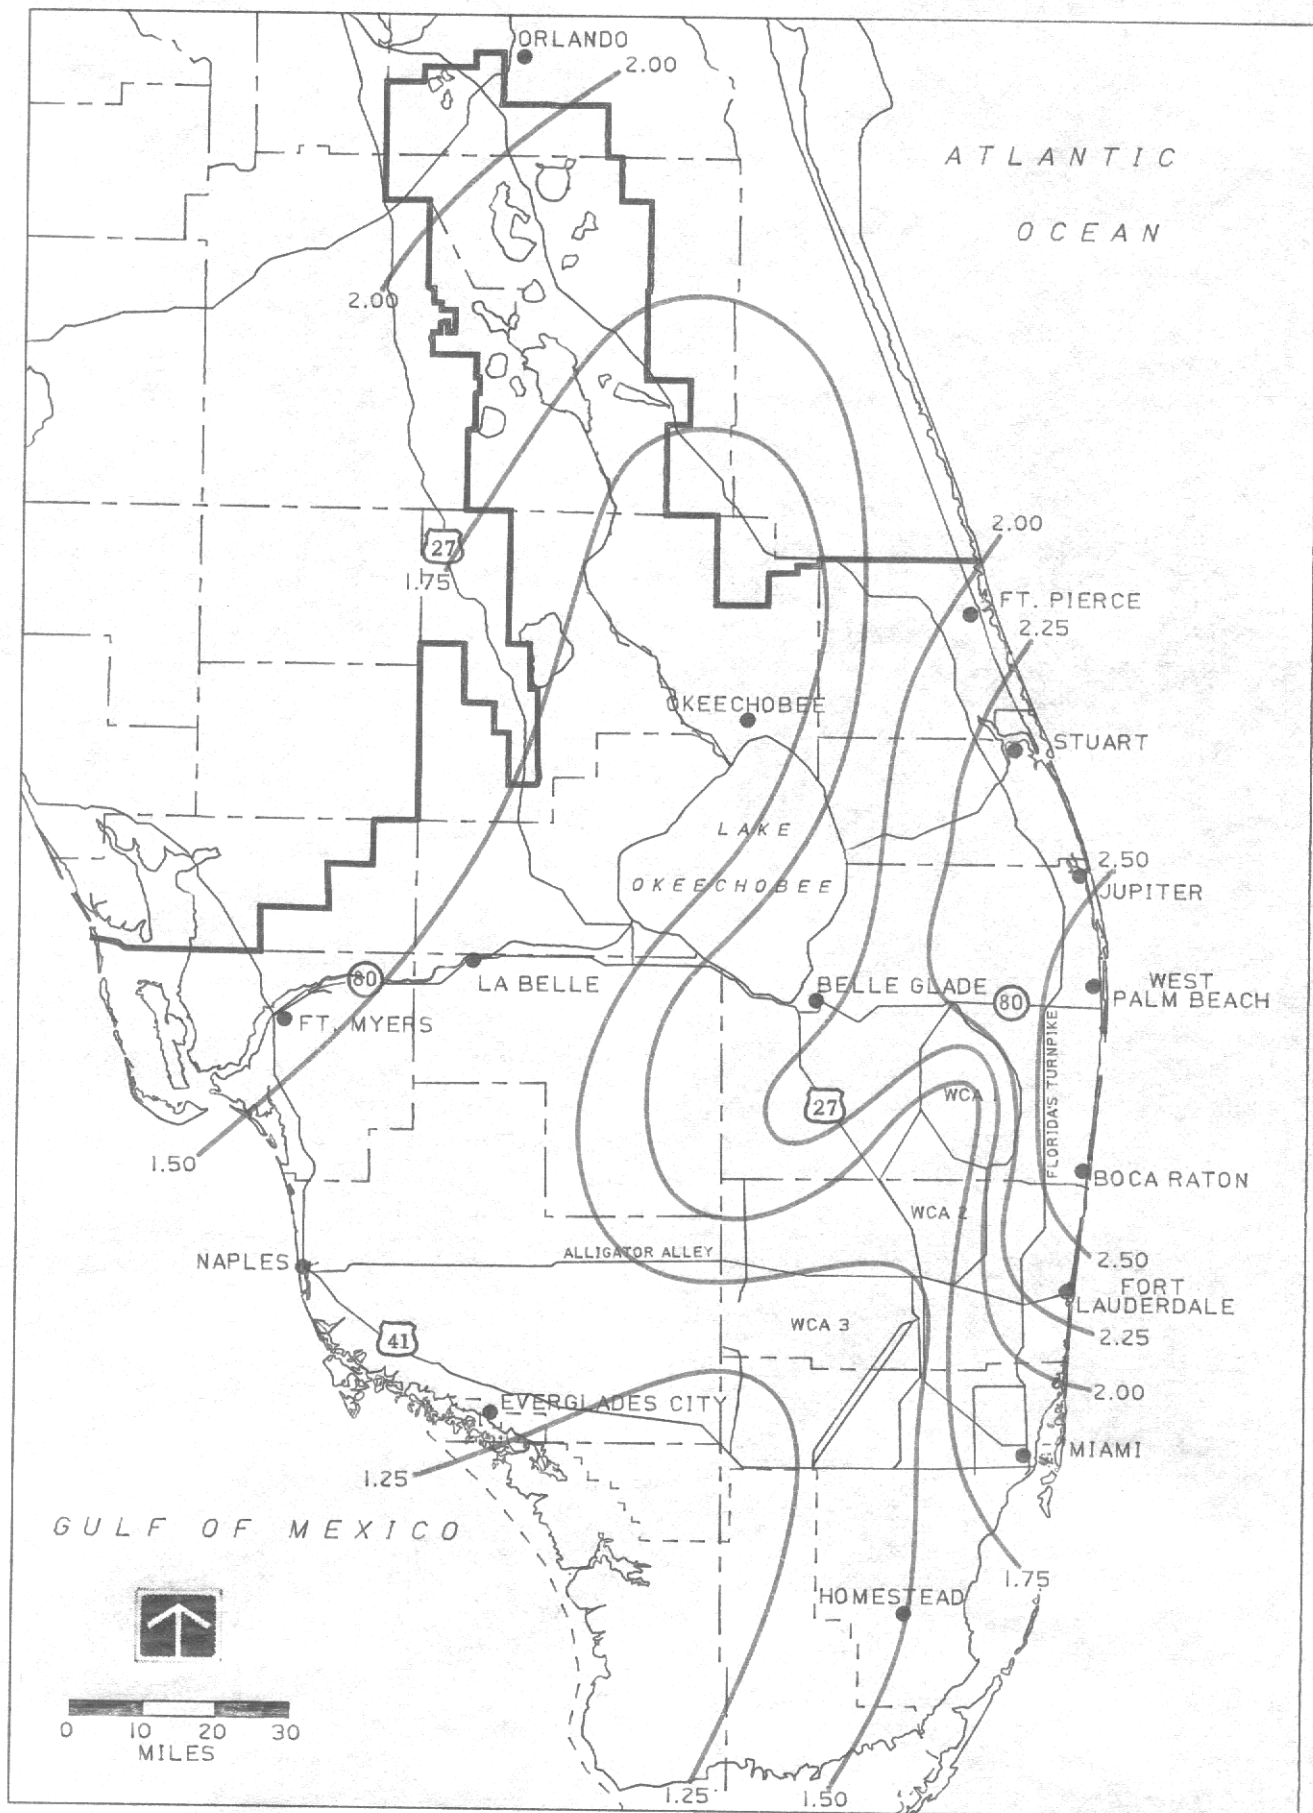 ORLANDO
2.00
ATLANTIC
OCEAN
2.00
2.00
27
1.75
FT. PIERCE
2.25
OKEECHOBEE
STUART
LAKE
OKEECHOBEE
2.50
JUPITER
80
LA BELLE
BELLE GLADE
80
WEST
PALM BEACH
FT. MYERS
FLORIDA'S TURNPIKE
27
WCA
1.50
BOCA RATON
WCA 2
NAPLES
ALLIGATOR ALLEY
2.50
FORT
LAUDERDALE
WCA 3
2.25
41
2.00
EVERGLADES CITY
MIAMI
1.25
GULF OF MEXICO
1.75
HOMESTEAD
0 10 20 30
MILES
1.25
1.50